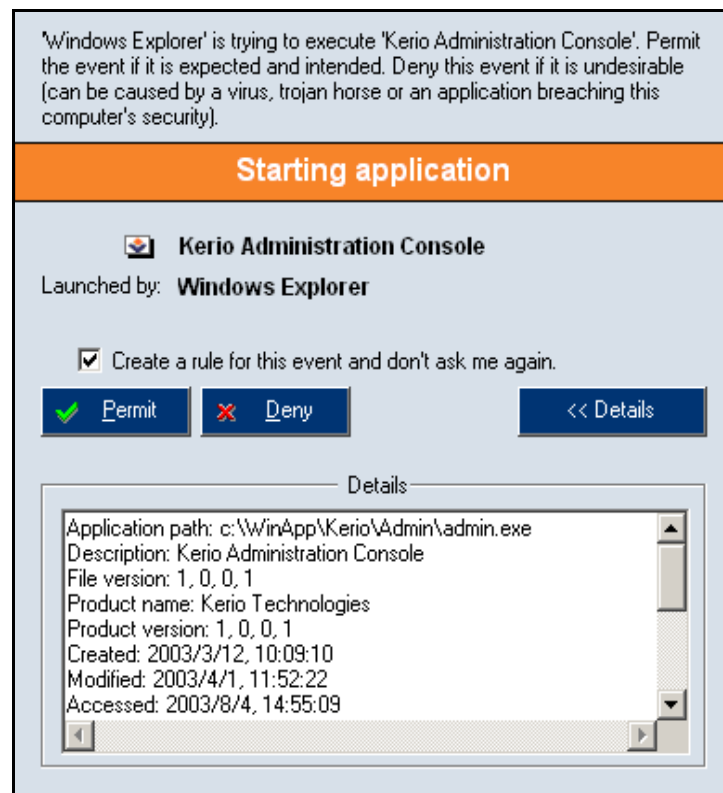 'Windows Explorer' is trying to execute 'Kerio Administration Console'. Permit
the event if it is expected and intended. Deny this event if it is undesirable
(can be caused by a virus, trojan horse or an application breaching this
computer's security).
Starting application
Kerio Administration Console
Launched by: Windows Explorer
Create a rule for this event and don't ask me again.
Permit Deny << Details
Details
Application path: c:\WinApp\Kerio\Admin\admin.exe
Description: Kerio Administration Console
File version: 1, 0, 0, 1
Product name: Kerio Technologies
Product version: 1, 0, 0, 1
Created: 2003/3/12, 10:09:10
Modified: 2003/4/1, 11:52:22
Accessed: 2003/8/4, 14:55:09